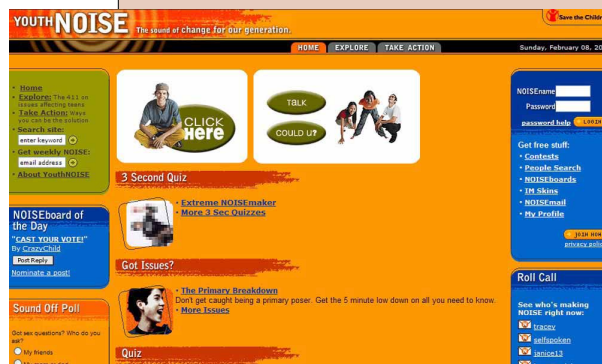 YOUTHNOISE The sound of change for our generation.
Save the Childr
HOME EXPLORE TAKE ACTION
Sunday, February 08, 20
Home
Explore: The 411 on
issues affecting teens
Take Action: Ways
you can be the solution
Search site:
enter keyword
Get weekly NOISE:
email address
About YouthNOISE
NOISEboard of
the Day
"CAST YOUR VOTE!"
By CrazyChild
Post Reply
Nominate a post!
Sound Off Poll
Got sex questions? Who do you
ask?
My friends
CLICK
HERE
TALK
COULD U?
3 Second Quiz
Extreme NOISEmaker
More 3 Sec Quizzes
Got Issues?
The Primary Breakdown
Don't get caught being a primary poser. Get the 5 minute low down on all you need to know.
More Issues
Quiz
NOISEname
Password
password help LOGIN
Get free stuff:
Contests
People Search
NOISEboards
IM Skins
NOISEmail
My Profile
JOIN NOW
privacy polic
Roll Call
See who's making
NOISE right now:
tracey
selfspoken
janice13